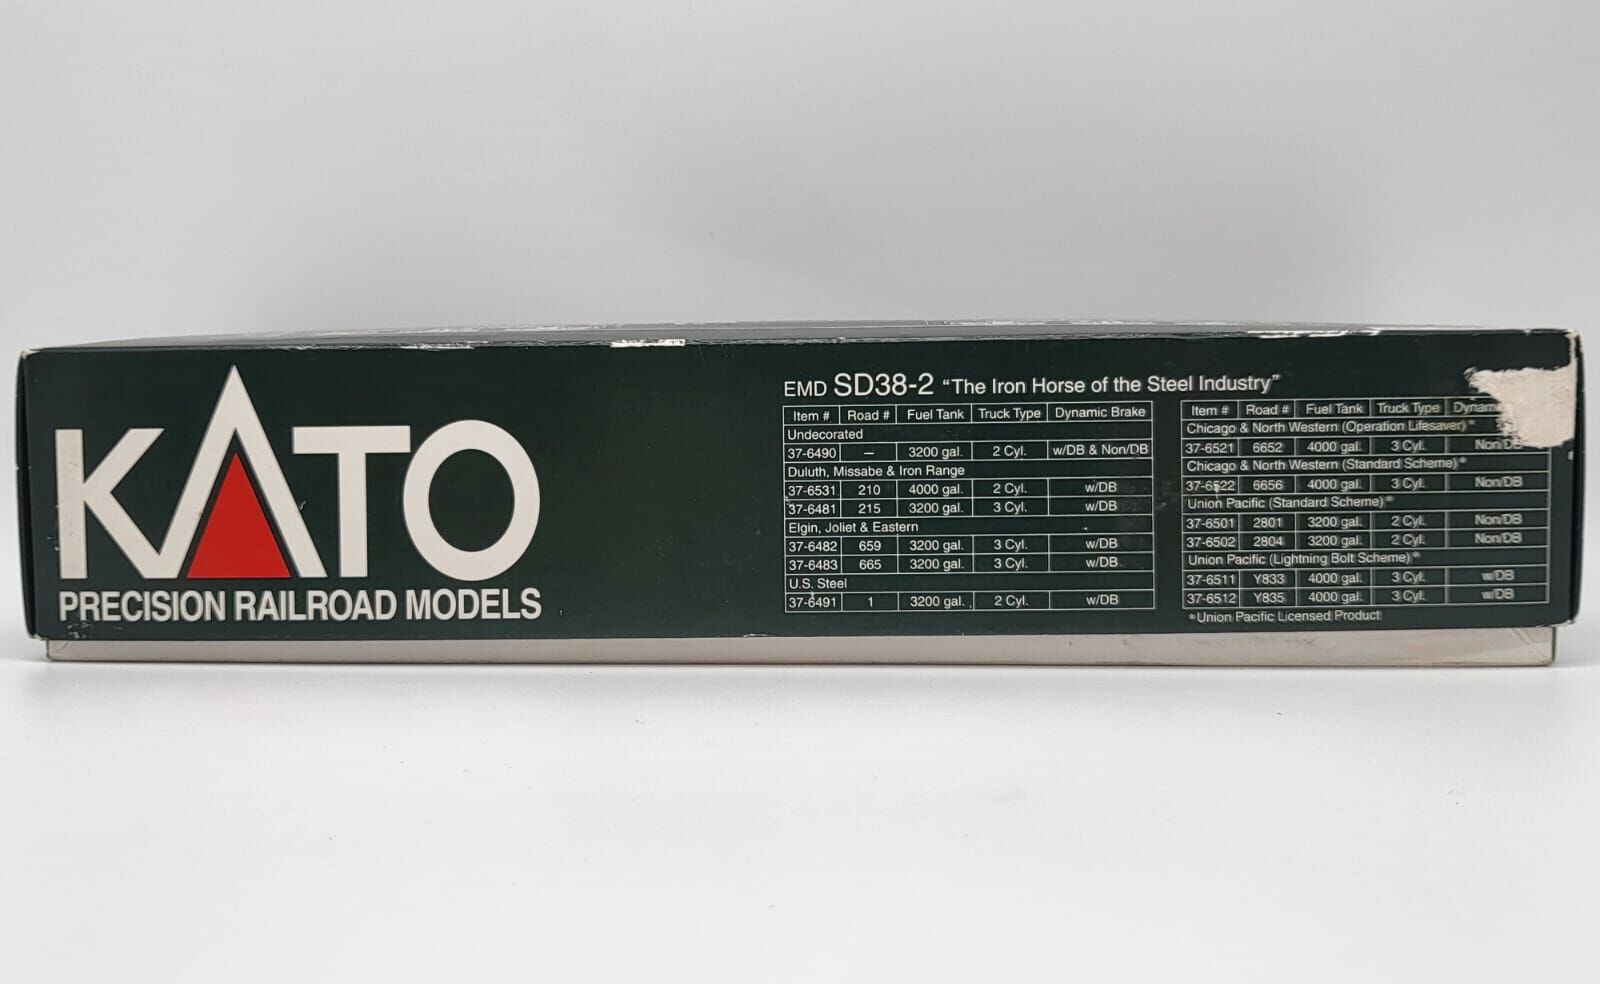 KATO
PRECISION RAILROAD MODELS
EMD SD38-2 "The Iron Horse of the Steel Industry"
Item # Road # Fuel Tank Truck Type Dynamic Brake
Undecorated
37-6490 – 3200 gal. 2 Cyl. w/DB & Non/DB
Duluth, Missabe & Iron Range
37-6531 210 4000 gal. 2 Cyl. w/DB
37-6481 215 3200 gal. 3 Cyl. w/DB
Elgin, Joliet & Eastern
37-6482 659 3200 gal. 3 Cyl. w/DB
37-6483 665 3200 gal. 3 Cyl. w/DB
U.S. Steel
37-6491 1 3200 gal. 2 Cyl. w/DB
Item # Road # Fuel Tank Truck Type
Chicago & North Western (Operation Lifesaver)*
37-6521 6652 4000 gal. 3 Cyl. Non/DB
Chicago & North Western (Standard Scheme)*
37-6522 6656 4000 gal. 3 Cyl. Non/DB
Union Pacific (Standard Scheme)*
37-6501 2801 3200 gal. 2 Cyl. Non/DB
37-6502 2804 3200 gal. 2 Cyl. Non/DB
Union Pacific (Lightning Bolt Scheme)*
37-6511 Y833 4000 gal. 3 Cyl. w/DB
37-6512 Y835 4000 gal. 3 Cyl. w/DB
*Union Pacific Licensed Product